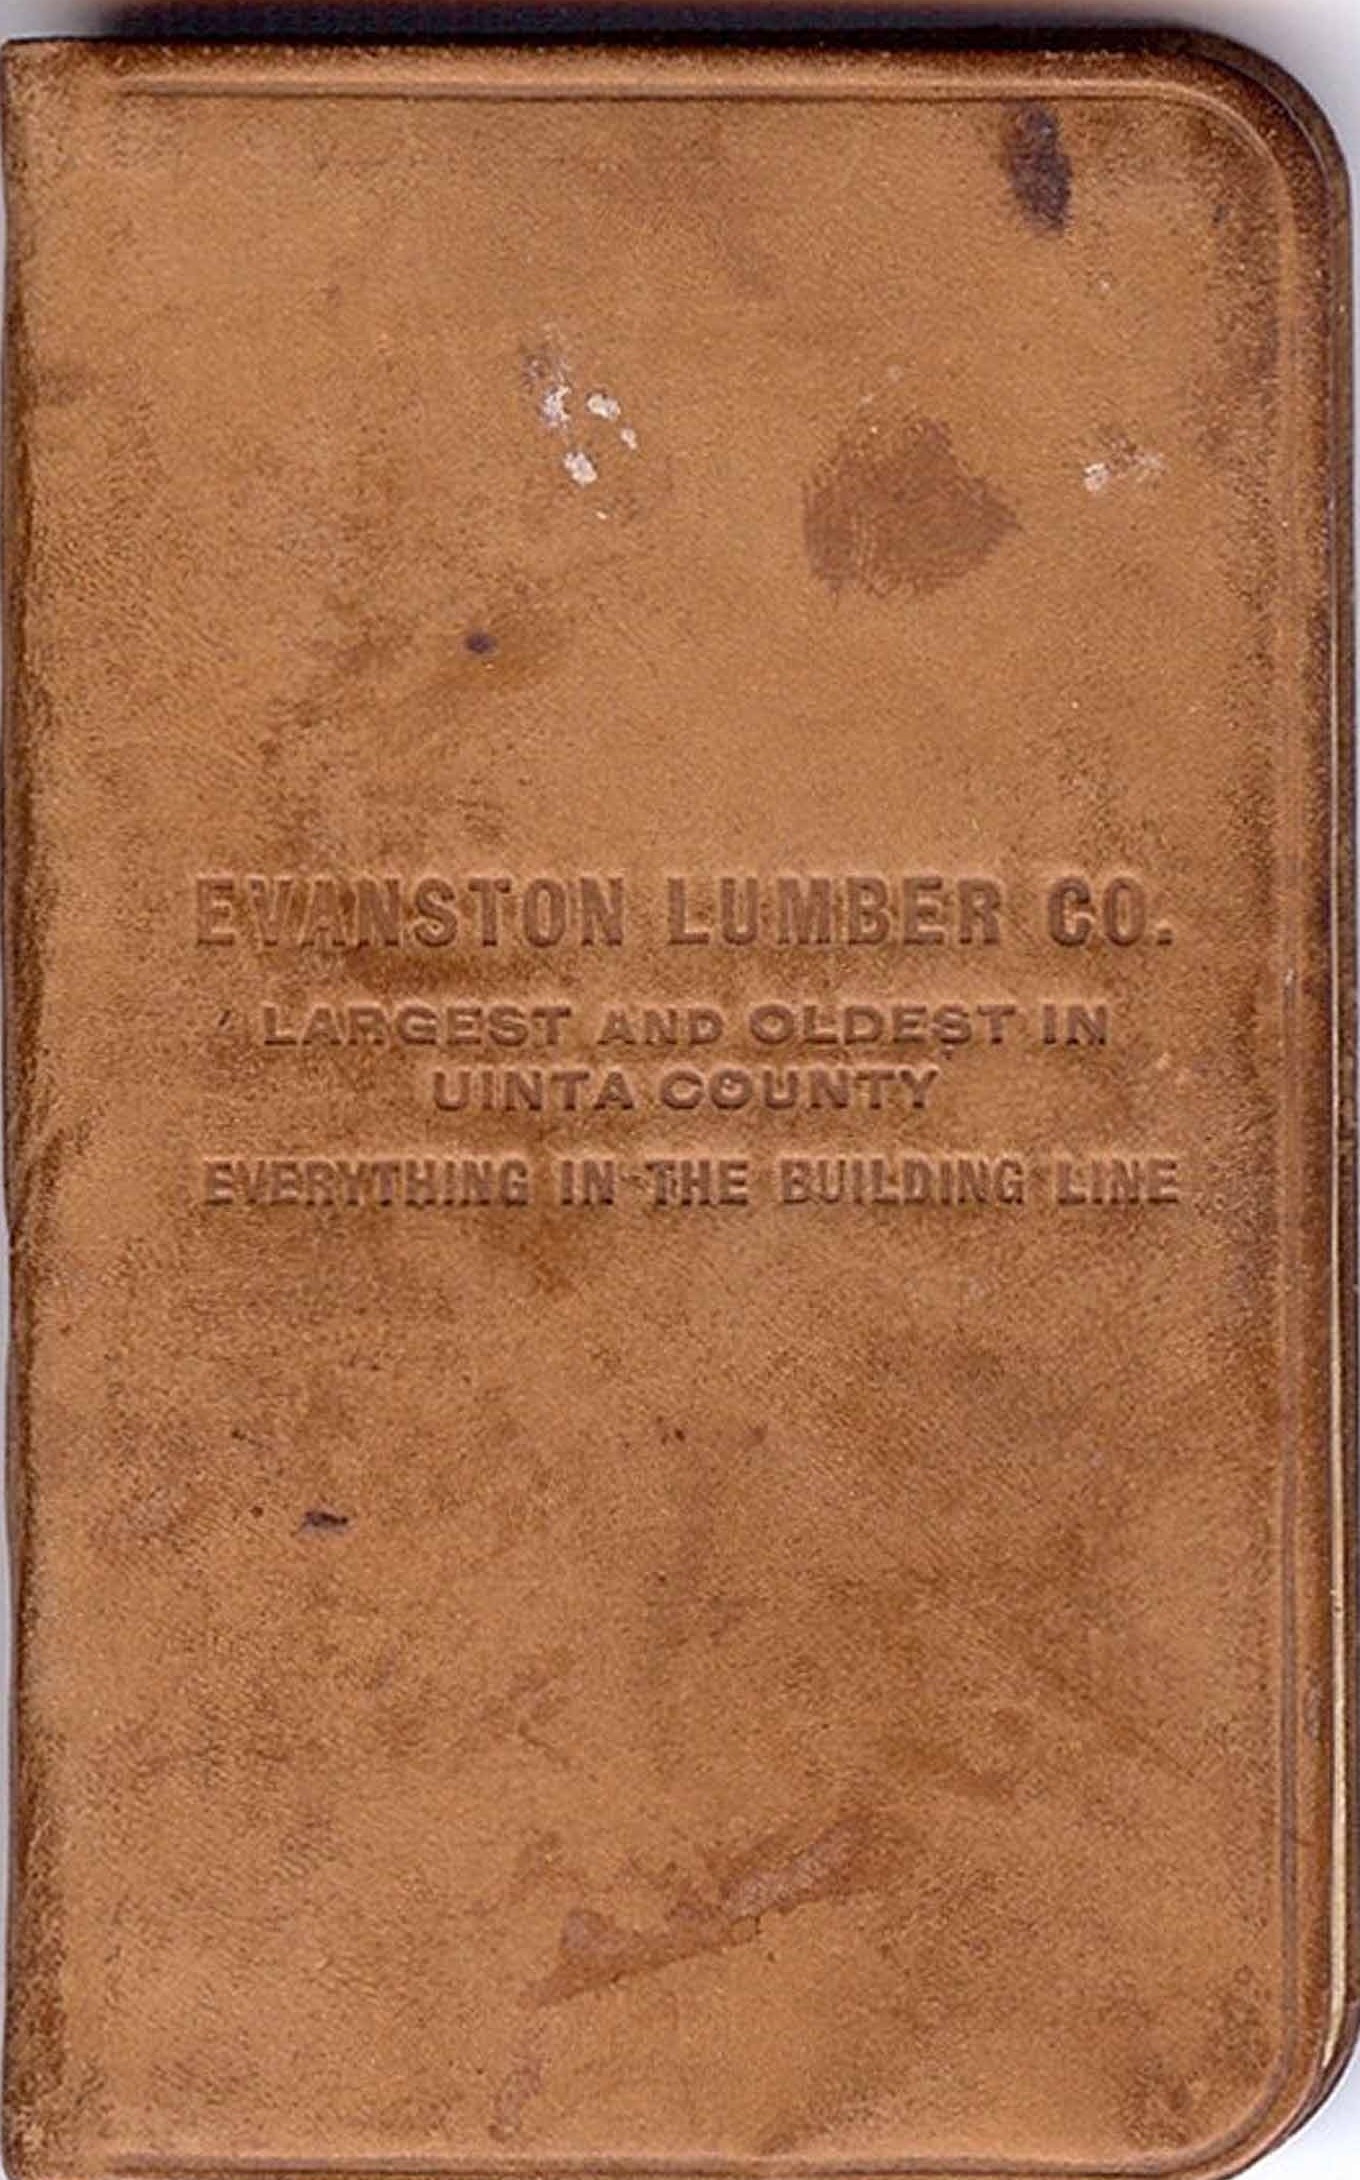 EVANSTON LUMBER CO.
LARGEST AND OLDEST IN
UINTA COUNTY
EVERYTHING IN THE BUILDING LINE